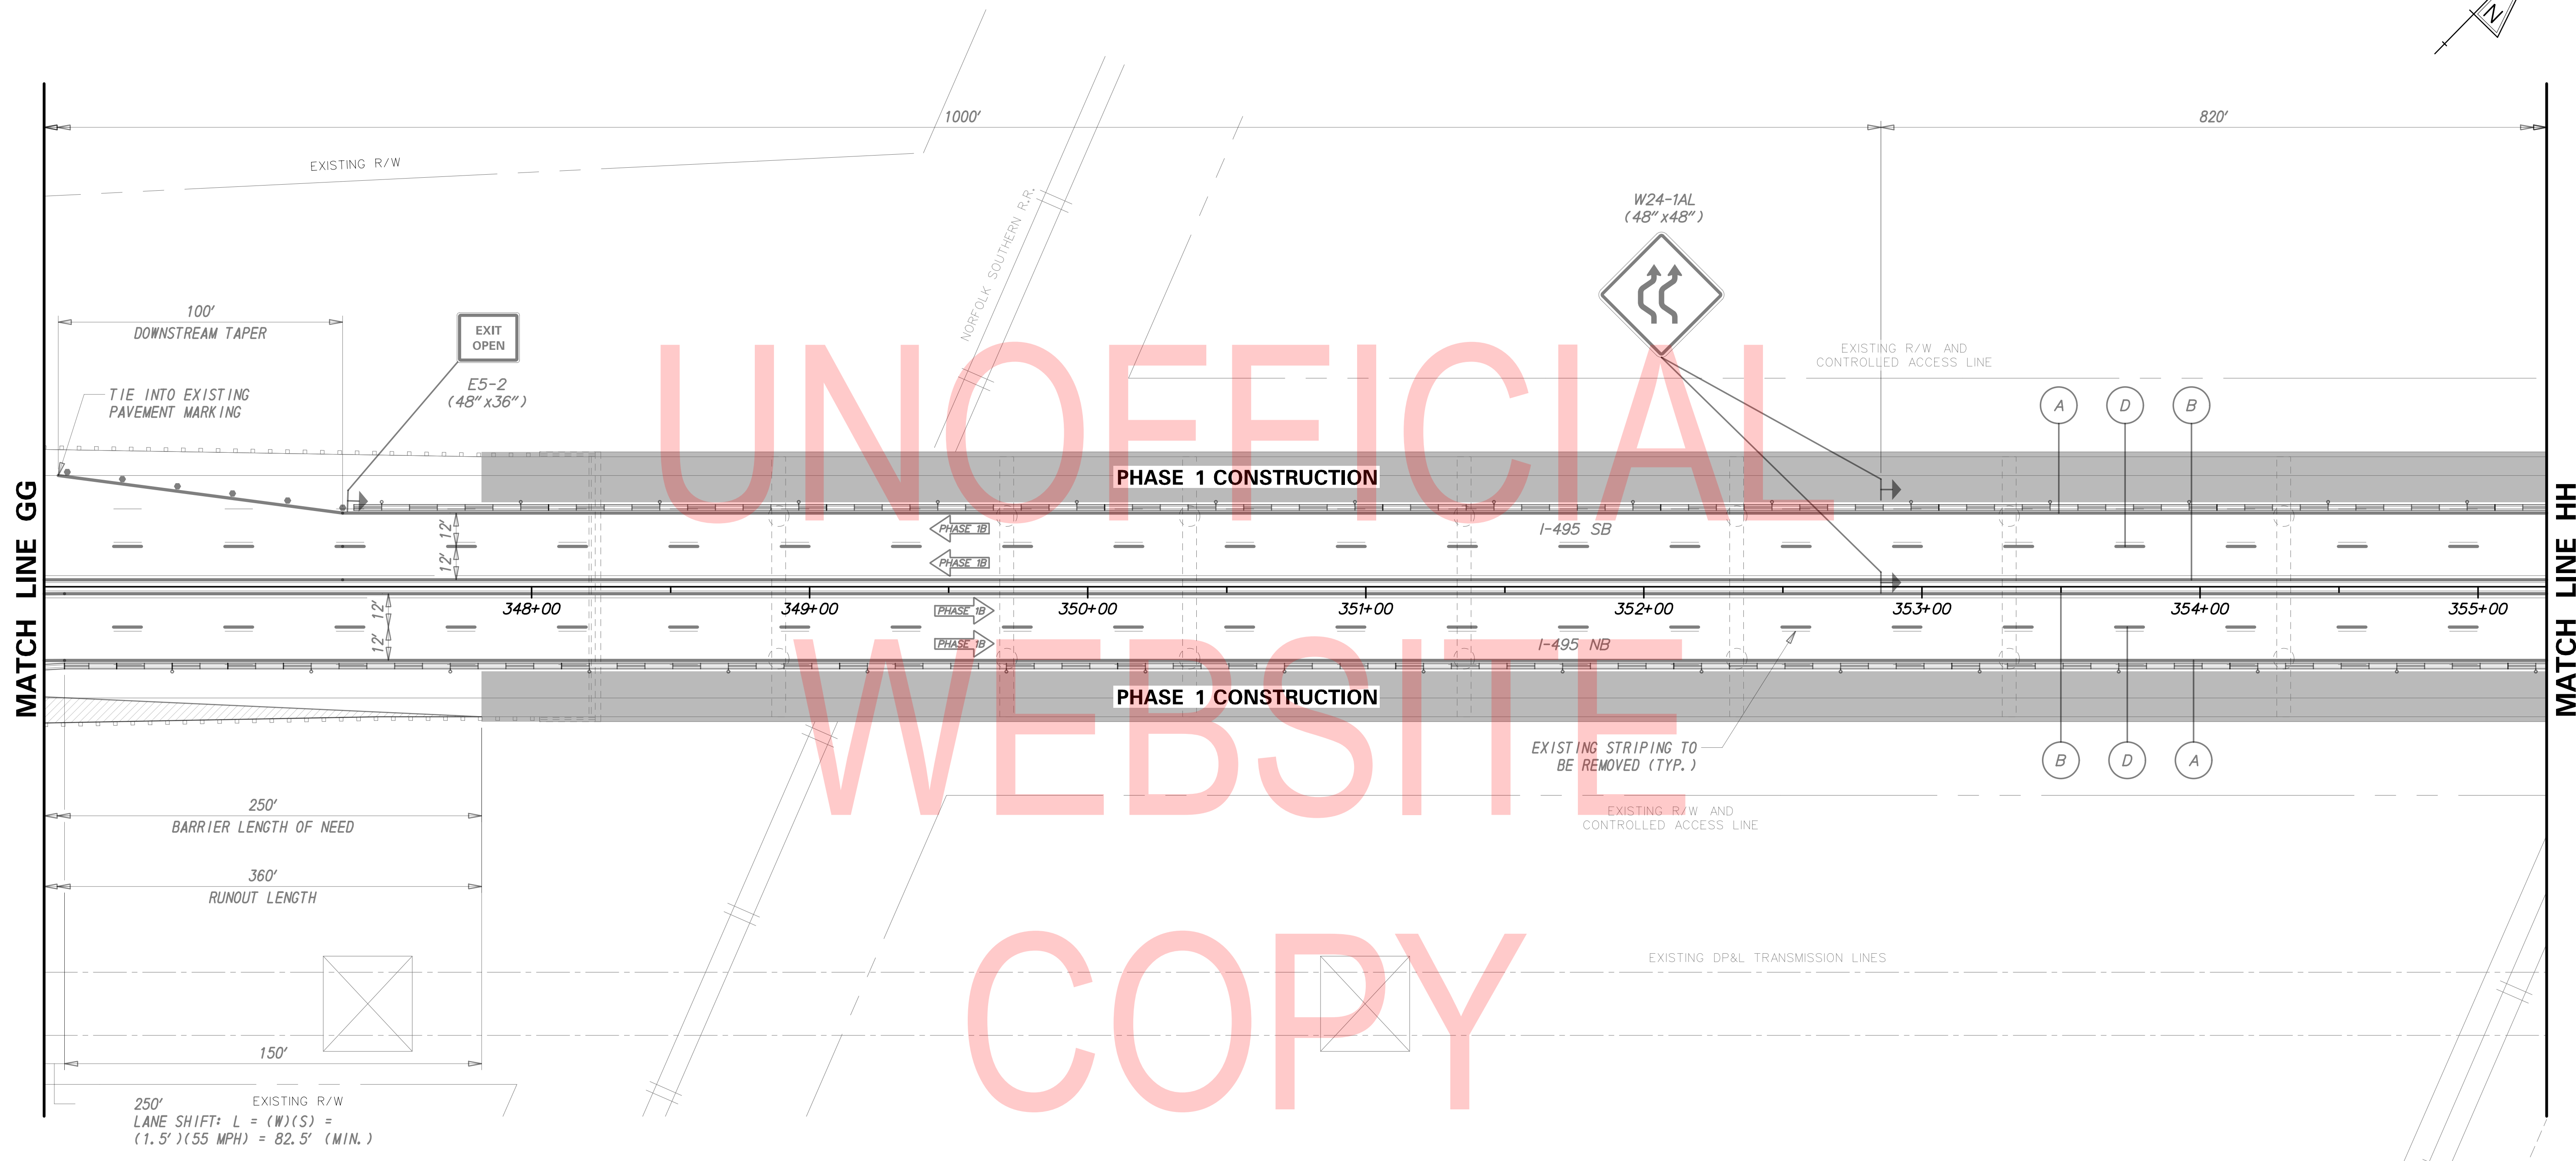 N
1000'
820'
EXISTING R/W
NORFOLK SOUTHERN R.R.
W24-1AL
(48"x48")
100'
DOWNSTREAM TAPER
EXIT
OPEN
E5-2
(48"x36")
TIE INTO EXISTING
PAVEMENT MARKING
EXISTING R/W AND
CONTROLLED ACCESS LINE
A
D
B
UNOFFICIAL
PHASE 1 CONSTRUCTION
MATCH LINE GG
MATCH LINE HH
12'
12'
PHASE 1B
PHASE 1B
I-495 SB
348+00
349+00
350+00
351+00
352+00
353+00
354+00
355+00
12'
12'
PHASE 1B
PHASE 1B
I-495 NB
WEBSITE
PHASE 1 CONSTRUCTION
EXISTING STRIPING TO
BE REMOVED (TYP.)
B
D
A
250'
BARRIER LENGTH OF NEED
EXISTING R/W AND
CONTROLLED ACCESS LINE
360'
RUNOUT LENGTH
COPY
EXISTING DP&L TRANSMISSION LINES
150'
250'
EXISTING R/W
LANE SHIFT: L = (W)(S) =
(1.5')(55 MPH) = 82.5' (MIN.)